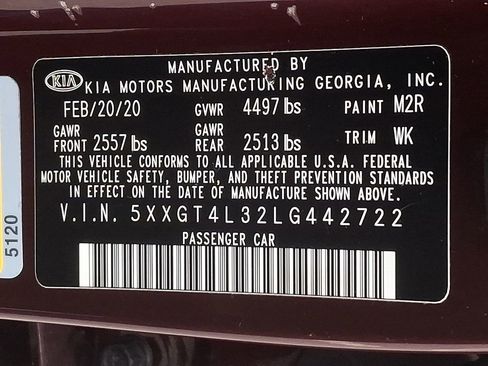 MANUFACTURED BY
KIA
KIA MOTORS MANUFACTURING GEORGIA, INC.
FEB/20/20 GVWR 4497 lbs PAINT M2R
GAWR FRONT 2557 lbs GAWR REAR 2513 lbs TRIM WK
THIS VEHICLE CONFORMS TO ALL APPLICABLE U.S.A. FEDERAL
MOTOR VEHICLE SAFETY, BUMPER, AND THEFT PREVENTION STANDARDS
IN EFFECT ON THE DATE OF MANUFACTURE SHOWN ABOVE.
V.I.N. 5XXGT4L32LG442722
PASSENGER CAR
5120